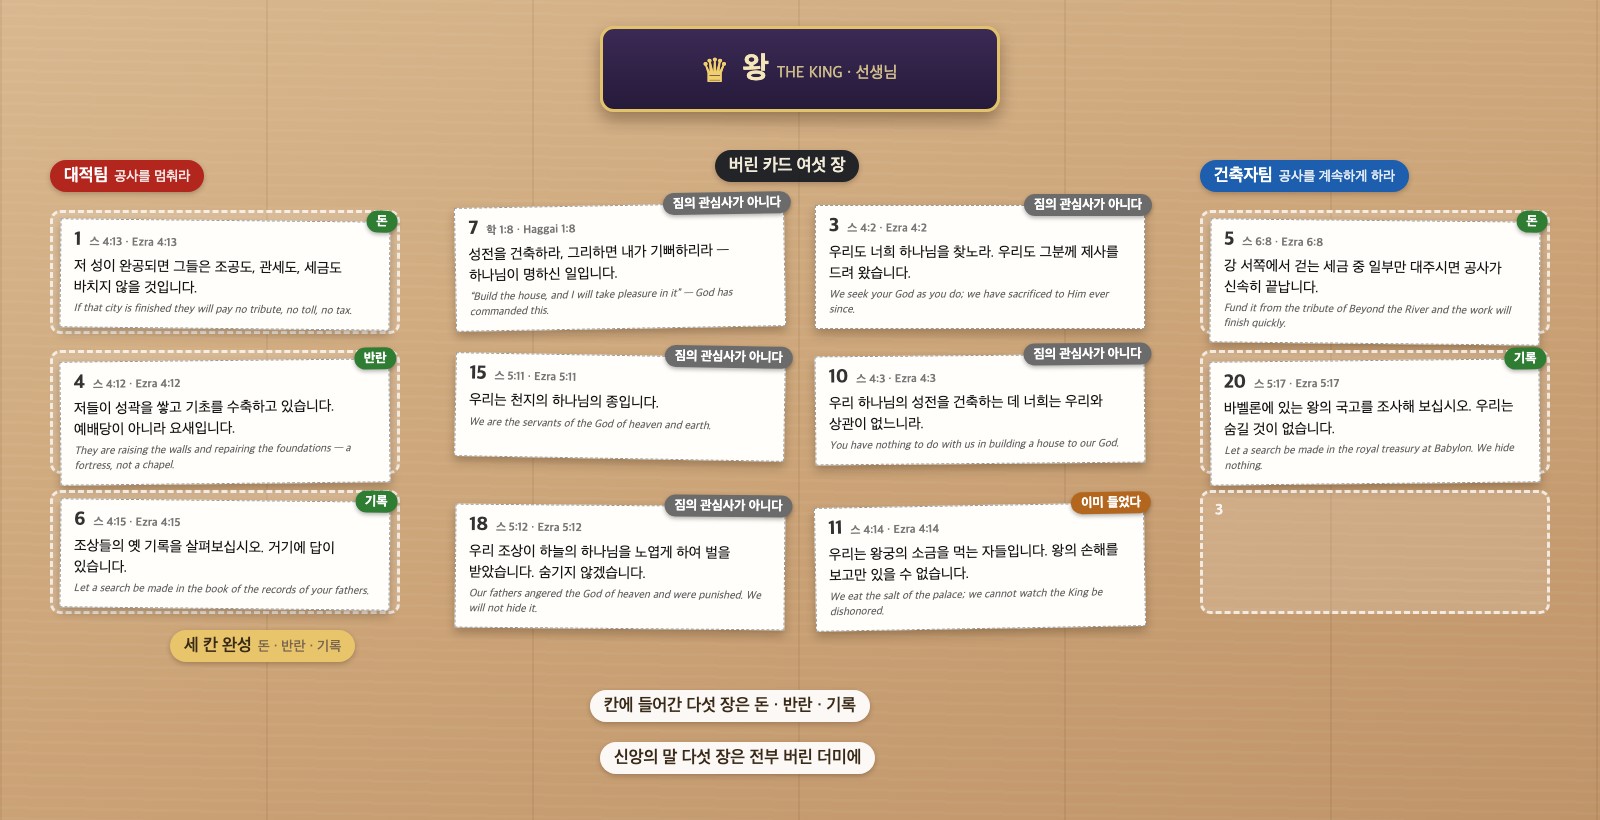 ♛ 왕 THE KING · 선생님
대적팀 공사를 멈춰라
돈
1 스 4:13 · Ezra 4:13
저 성이 완공되면 그들은 조공도, 관세도, 세금도
바치지 않을 것입니다.
If that city is finished they will pay no tribute, no toll, no tax.
반란
4 스 4:12 · Ezra 4:12
저들이 성곽을 쌓고 기초를 수축하고 있습니다.
예배당이 아니라 요새입니다.
They are raising the walls and repairing the foundations — a
fortress, not a chapel.
기록
6 스 4:15 · Ezra 4:15
조상들의 옛 기록을 살펴보십시오. 거기에 답이
있습니다.
Let a search be made in the book of the records of your fathers.
세 칸 완성 돈 · 반란 · 기록
버린 카드 여섯 장
짐의 관심사가 아니다
7 학 1:8 · Haggai 1:8
성전을 건축하라, 그리하면 내가 기뻐하리라 —
하나님이 명하신 일입니다.
"Build the house, and I will take pleasure in it" — God has
commanded this.
짐의 관심사가 아니다
3 스 4:2 · Ezra 4:2
우리도 너희 하나님을 찾노라. 우리도 그분께 제사를
드려 왔습니다.
We seek your God as you do; we have sacrificed to Him ever
since.
짐의 관심사가 아니다
15 스 5:11 · Ezra 5:11
우리는 천지의 하나님의 종입니다.
We are the servants of the God of heaven and earth.
짐의 관심사가 아니다
10 스 4:3 · Ezra 4:3
우리 하나님의 성전을 건축하는 데 너희는 우리와
상관이 없느니라.
You have nothing to do with us in building a house to our God.
짐의 관심사가 아니다
18 스 5:12 · Ezra 5:12
우리 조상이 하늘의 하나님을 노엽게 하여 벌을
받았습니다. 숨기지 않겠습니다.
Our fathers angered the God of heaven and were punished. We
will not hide it.
이미 들었다
11 스 4:14 · Ezra 4:14
우리는 왕궁의 소금을 먹는 자들입니다. 왕의 손해를
보고만 있을 수 없습니다.
We eat the salt of the palace; we cannot watch the King be
dishonored.
건축자팀 공사를 계속하게 하라
돈
5 스 6:8 · Ezra 6:8
강 서쪽에서 걷는 세금 중 일부만 대주시면 공사가
신속히 끝납니다.
Fund it from the tribute of Beyond the River and the work will
finish quickly.
기록
20 스 5:17 · Ezra 5:17
바벨론에 있는 왕의 국고를 조사해 보십시오. 우리는
숨길 것이 없습니다.
Let a search be made in the royal treasury at Babylon. We hide
nothing.
3
칸에 들어간 다섯 장은 돈 · 반란 · 기록
신앙의 말 다섯 장은 전부 버린 더미에